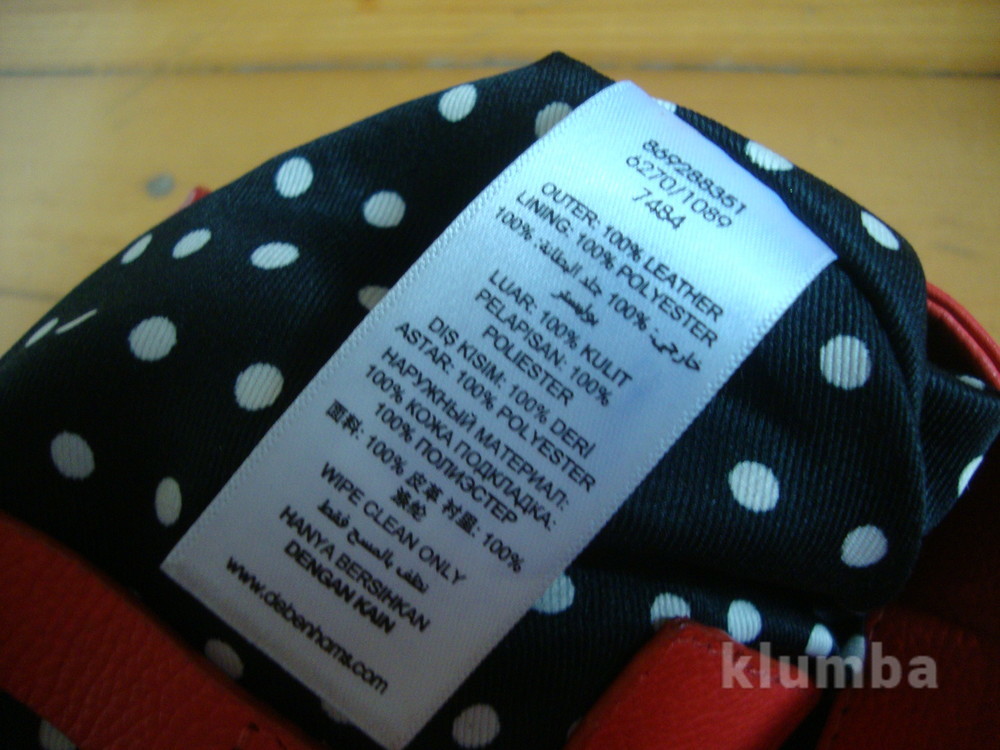 869288351
6270/1089
/484
OUTER: 100% LEATHER
LINING: 100% POLYESTER
خارجي: 100% جلد البطانة: 100%
بوليستر
LUAR: 100% KULIT
PELAPISAN: 100%
POLIESTER
DIŞ KISIM: 100% DERİ
ASTAR: 100% POLYESTER
НАРУЖНЫЙ МАТЕРИАЛ:
100% КОЖА ПОДКЛАДКА:
100% ПОЛИЭСТЕР
面料: 100% 皮革 衬里: 100%
涤纶
WIPE CLEAN ONLY
نظف بالمسح فقط
HANYA BERSIHKAN
DENGAN KAIN
www.debenhams.com
klumba